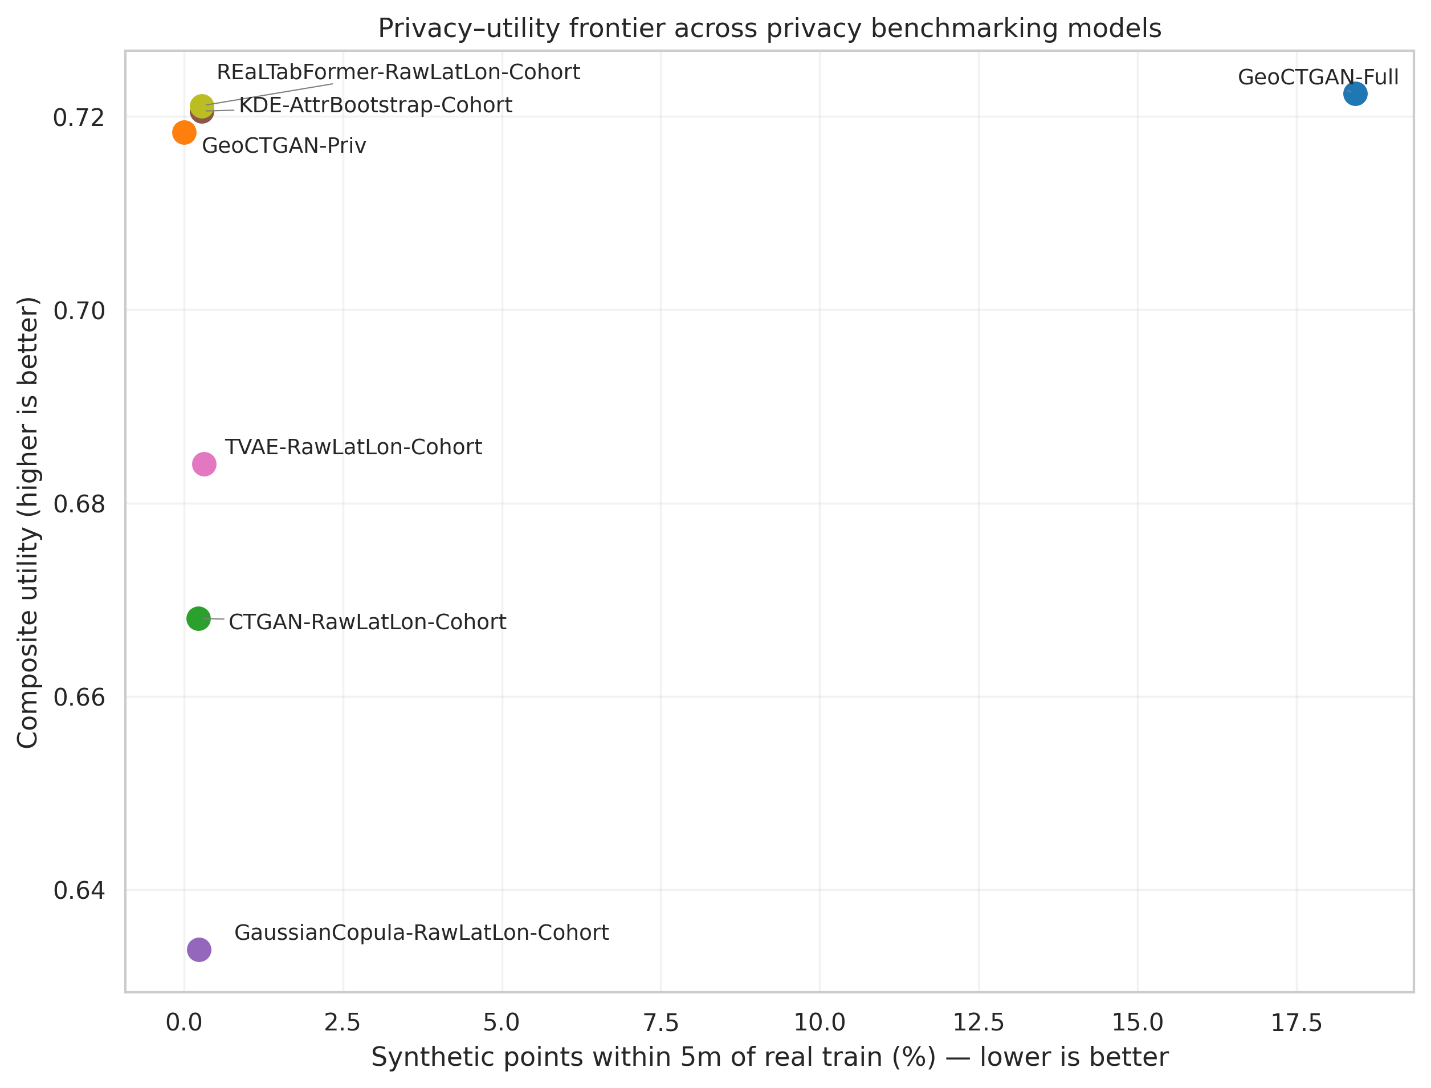 Privacy–utility frontier across privacy benchmarking models
REaLTabFormer-RawLatLon-Cohort
GeoCTGAN-Full
KDE-AttrBootstrap-Cohort
GeoCTGAN-Priv
TVAE-RawLatLon-Cohort
CTGAN-RawLatLon-Cohort
GaussianCopula-RawLatLon-Cohort
Composite utility (higher is better)
0.72
0.70
0.68
0.66
0.64
0.0 2.5 5.0 7.5 10.0 12.5 15.0 17.5
Synthetic points within 5m of real train (%) — lower is better